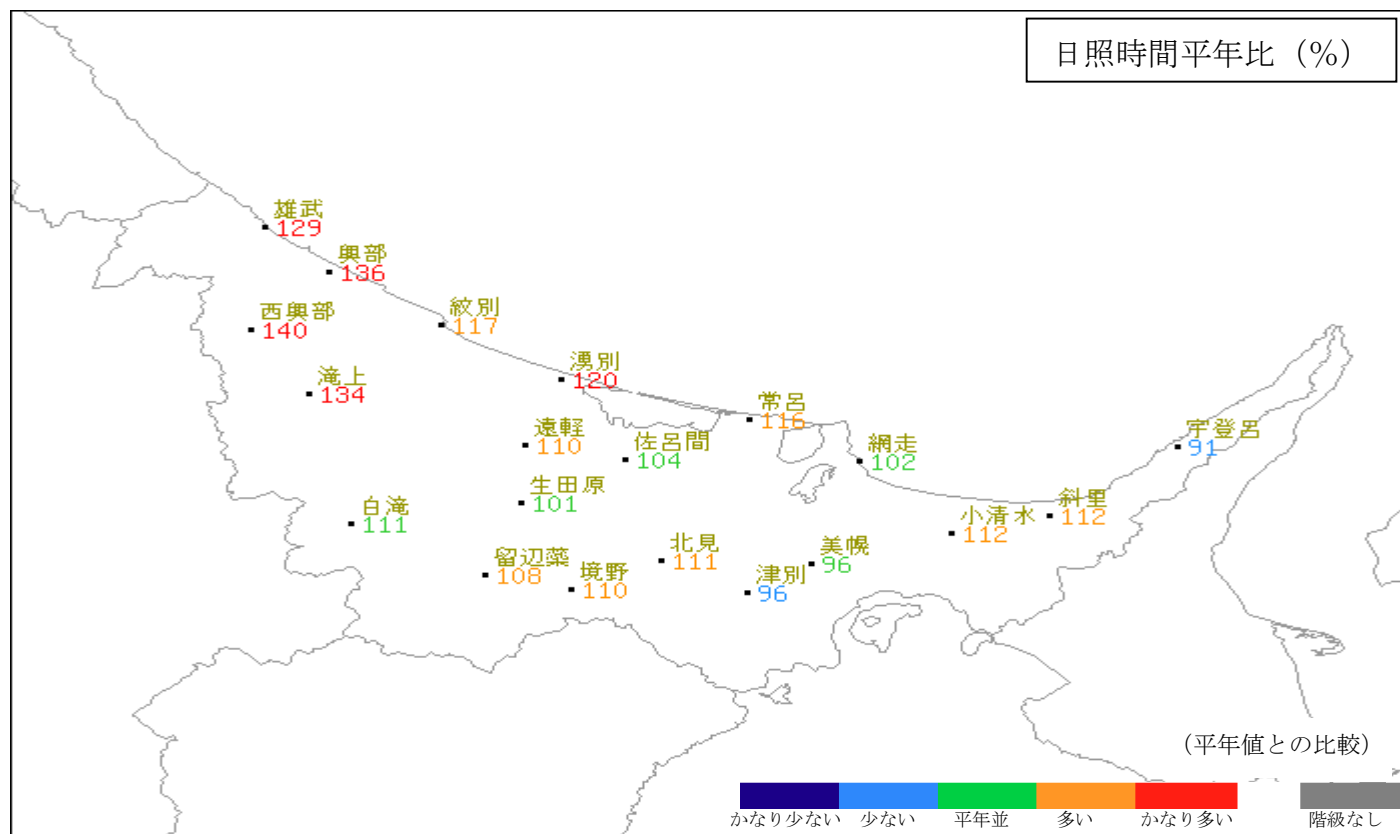 日照時間平年比（％）
雄武
129
興部
136
西興部
140
紋別
117
滝上
134
湧別
120
常呂
116
遠軽
110
佐呂間
104
網走
102
宇登呂
91
生田原
101
白滝
111
小清水
112
斜里
112
留辺蘂
108
境野
110
北見
111
美幌
96
津別
96
（平年値との比較）
かなり少ない 少ない 平年並 多い かなり多い 階級なし